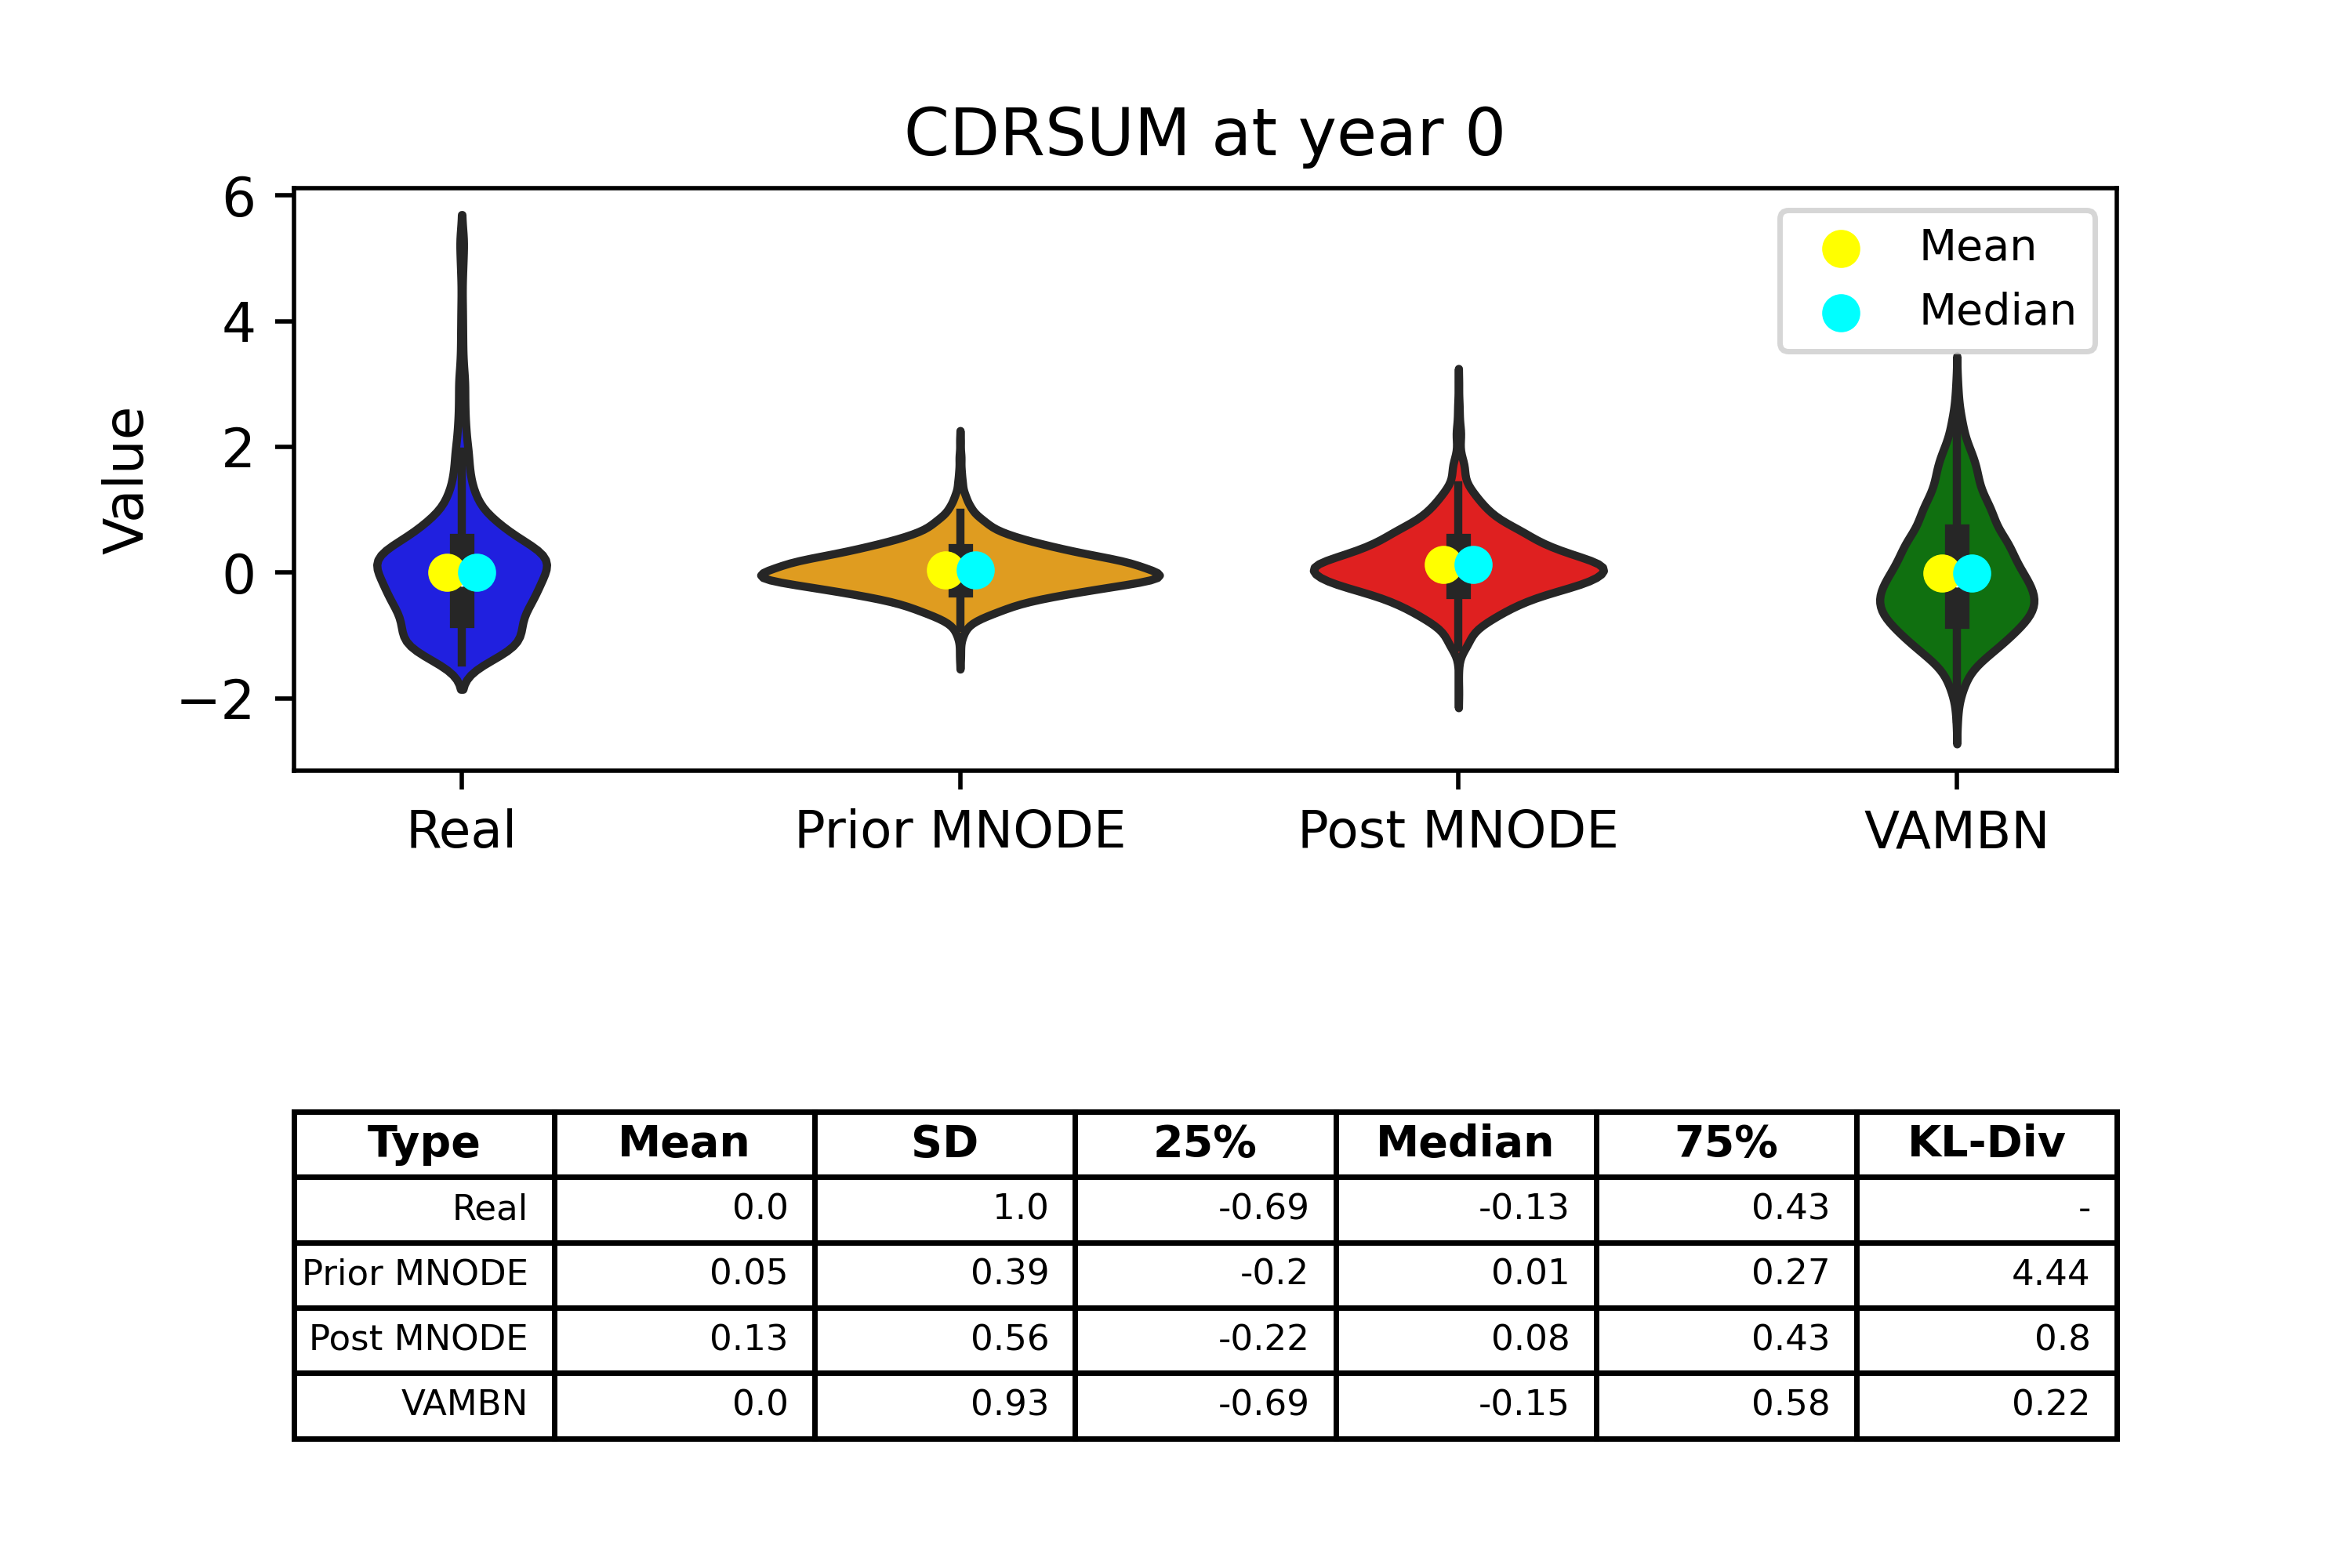 CDRSUM at year 0
Value
6
4
2
0
−2
Mean
Median
Real Prior MNODE Post MNODE VAMBN
Type Mean SD 25% Median 75% KL-Div
Real 0.0 1.0 -0.69 -0.13 0.43 -
Prior MNODE 0.05 0.39 -0.2 0.01 0.27 4.44
Post MNODE 0.13 0.56 -0.22 0.08 0.43 0.8
VAMBN 0.0 0.93 -0.69 -0.15 0.58 0.22